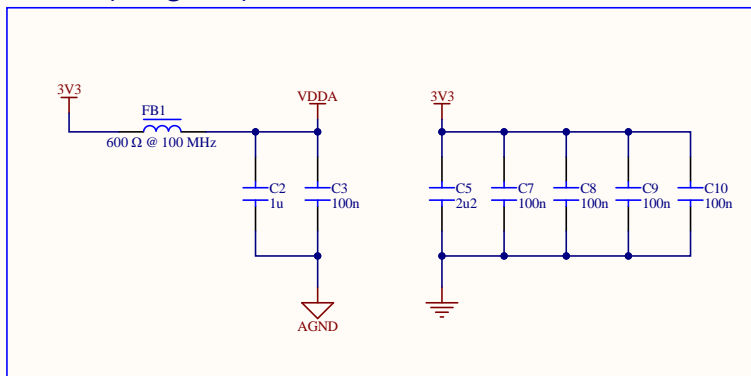 3V3
FB1
600 Ω @ 100 MHz
VDDA
C2
1u
C3
100n
AGND
3V3
C5
2u2
C7
100n
C8
100n
C9
100n
C10
100n